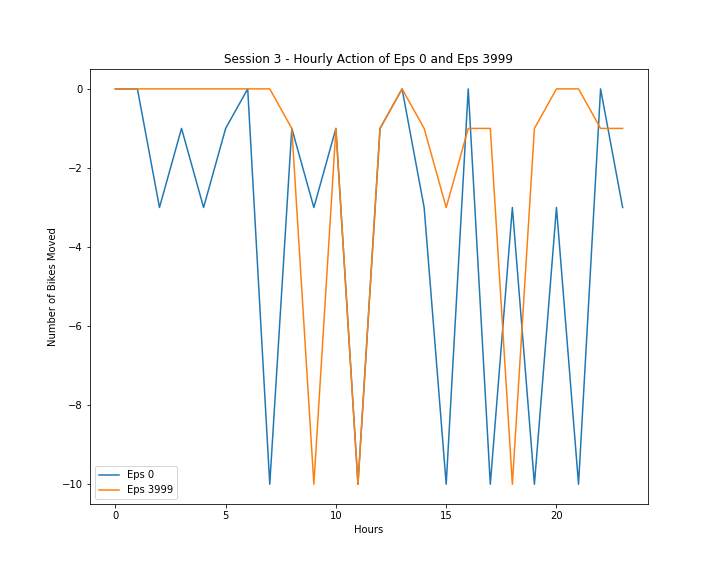 Session 3 - Hourly Action of Eps 0 and Eps 3999
Number of Bikes Moved
0
−2
−4
−6
−8
−10
Eps 0
Eps 3999
0 5 10 15 20
Hours